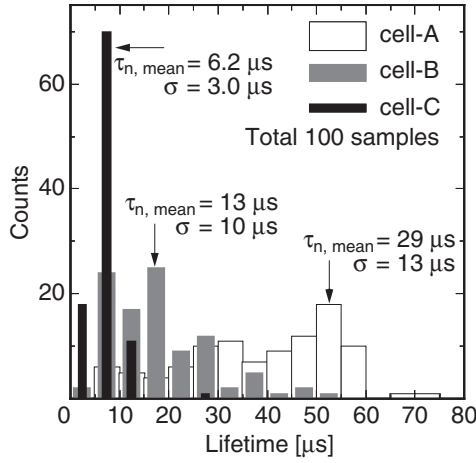 cell-A
cell-B
cell-C
Total 100 samples
τn, mean = 6.2 μs
σ = 3.0 μs
τn, mean = 13 μs
σ = 10 μs
τn, mean = 29 μs
σ = 13 μs
Counts
60
40
20
0 10 20 30 40 50 60 70 80
Lifetime [μs]